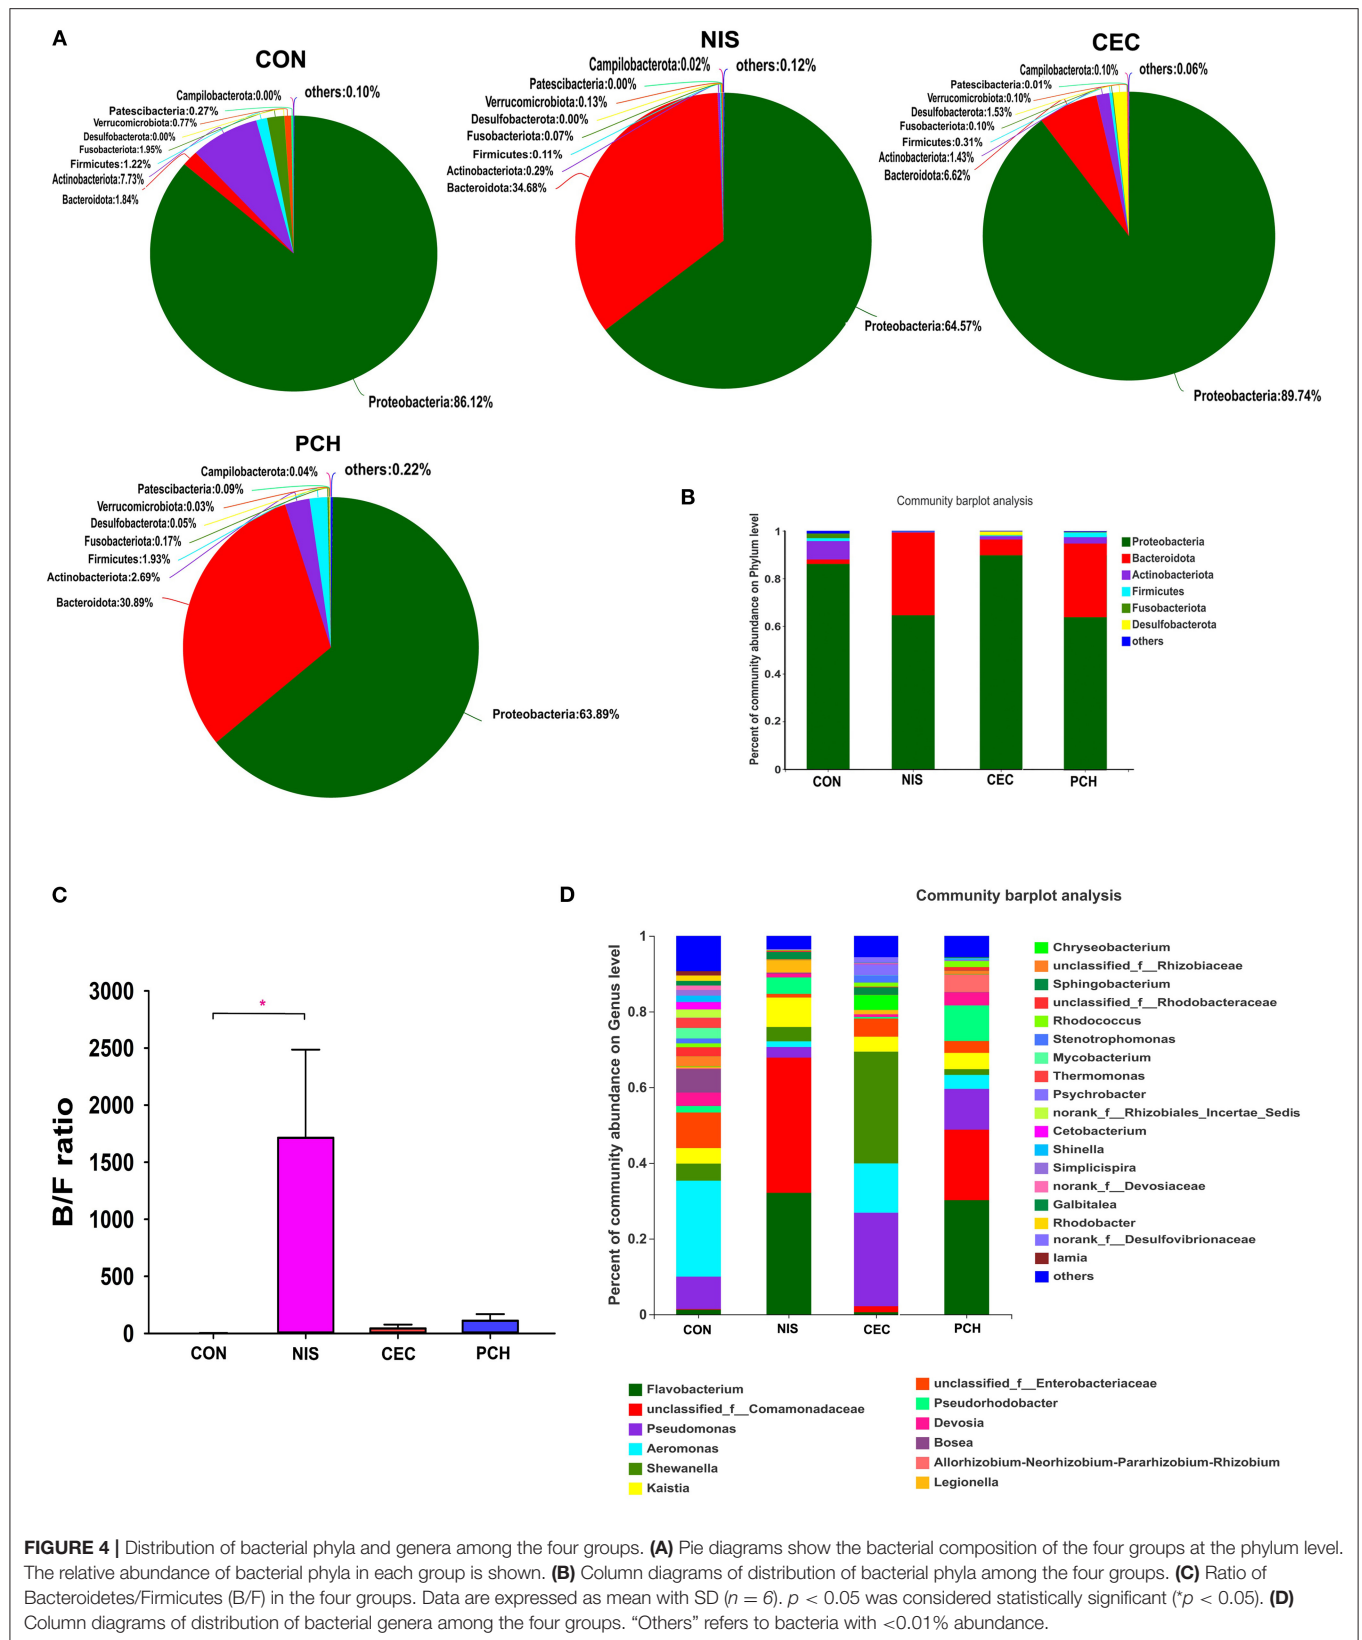 A
CON
Campilobacterota:0.00%
others:0.10%
Patescibacteria:0.27%
Verrucomicrobiota:0.77%
Desulfobacterota:0.00%
Fusobacteriota:1.95%
Firmicutes:1.22%
Actinobacteriota:7.73%
Bacteroidota:1.84%
Proteobacteria:86.12%
NIS
Campilobacterota:0.02%
others:0.12%
Patescibacteria:0.00%
Verrucomicrobiota:0.13%
Desulfobacterota:0.00%
Fusobacteriota:0.07%
Firmicutes:0.11%
Actinobacteriota:0.29%
Bacteroidota:34.68%
Proteobacteria:64.57%
CEC
Campilobacterota:0.10%
others:0.06%
Patescibacteria:0.01%
Verrucomicrobiota:0.10%
Desulfobacterota:1.53%
Fusobacteriota:0.10%
Firmicutes:0.31%
Actinobacteriota:1.43%
Bacteroidota:6.62%
Proteobacteria:89.74%
PCH
Campilobacterota:0.04%
others:0.22%
Patescibacteria:0.09%
Verrucomicrobiota:0.03%
Desulfobacterota:0.05%
Fusobacteriota:0.17%
Firmicutes:1.93%
Actinobacteriota:2.69%
Bacteroidota:30.89%
Proteobacteria:63.89%
B
Community barplot analysis
Percent of community abundance on Phylum level
1
0.8
0.6
0.4
0.2
0
CON NIS CEC PCH
Proteobacteria
Bacteroidota
Actinobacteriota
Firmicutes
Fusobacteriota
Desulfobacterota
others
C
B/F ratio
3000
2500
2000
1500
1000
500
0
*
CON NIS CEC PCH
D
Community barplot analysis
Percent of community abundance on Genus level
1
0.8
0.6
0.4
0.2
0
CON NIS CEC PCH
Chryseobacterium
unclassified_f__Rhizobiaceae
Sphingobacterium
unclassified_f__Rhodobacteraceae
Rhodococcus
Stenotrophomonas
Mycobacterium
Thermomonas
Psychrobacter
norank_f__Rhizobiales_Incertae_Sedis
Cetobacterium
Shinella
Simplicispira
norank_f__Devosiaceae
Galbitalea
Rhodobacter
norank_f__Desulfovibrionaceae
Iamia
others
Flavobacterium
unclassified_f__Comamonadaceae
Pseudomonas
Aeromonas
Shewanella
Kaistia
unclassified_f__Enterobacteriaceae
Pseudorhodobacter
Devosia
Bosea
Allorhizobium-Neorhizobium-Pararhizobium-Rhizobium
Legionella
FIGURE 4 | Distribution of bacterial phyla and genera among the four groups. (A) Pie diagrams show the bacterial composition of the four groups at the phylum level.
The relative abundance of bacterial phyla in each group is shown. (B) Column diagrams of distribution of bacterial phyla among the four groups. (C) Ratio of
Bacteroidetes/Firmicutes (B/F) in the four groups. Data are expressed as mean with SD (n = 6). p < 0.05 was considered statistically significant (*p < 0.05). (D)
Column diagrams of distribution of bacterial genera among the four groups. “Others” refers to bacteria with <0.01% abundance.